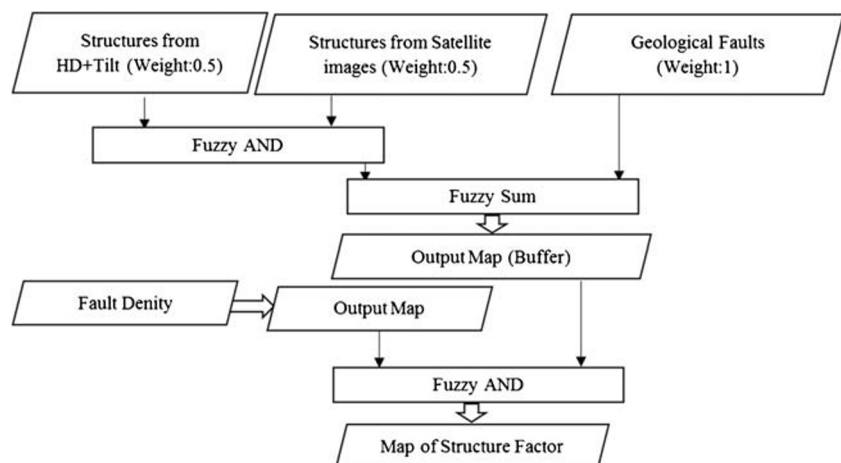 Structures from
HD+Tilt (Weight:0.5)
Structures from Satellite
images (Weight:0.5)
Geological Faults
(Weight:1)
Fuzzy AND
Fuzzy Sum
Output Map (Buffer)
Fault Denity
Output Map
Fuzzy AND
Map of Structure Factor